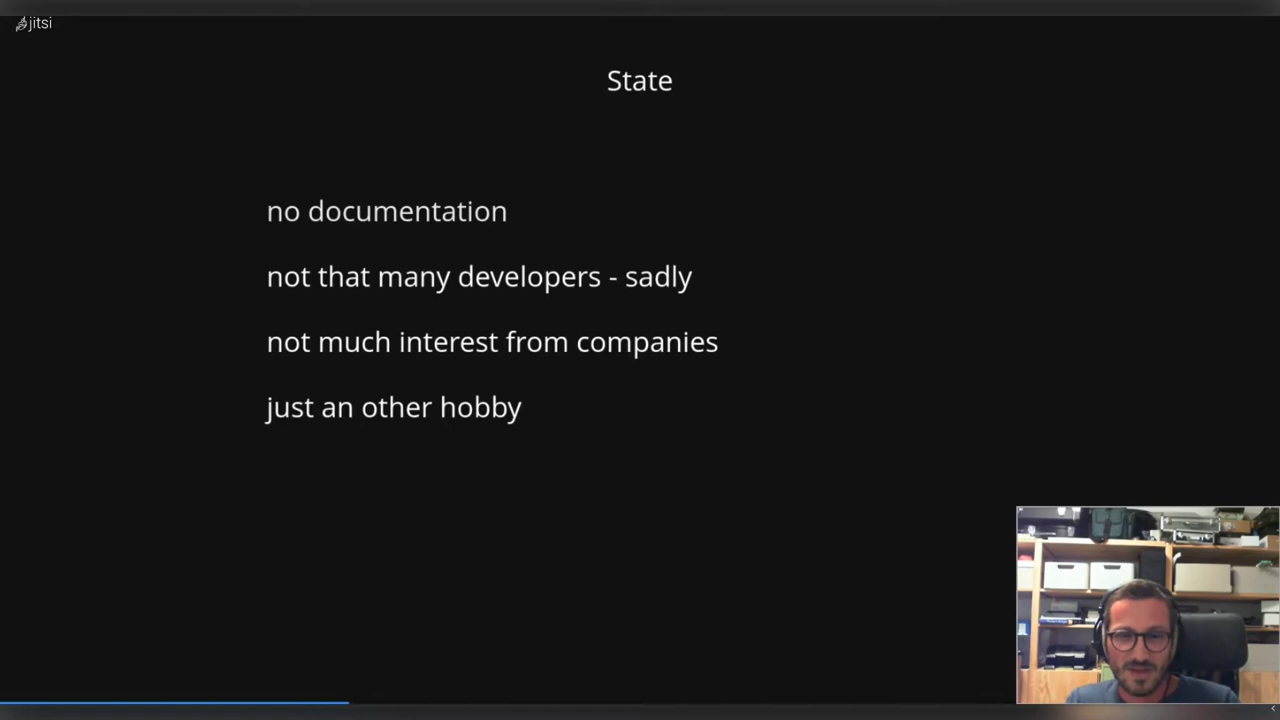 jitsi
State
no documentation
not that many developers - sadly
not much interest from companies
just an other hobby